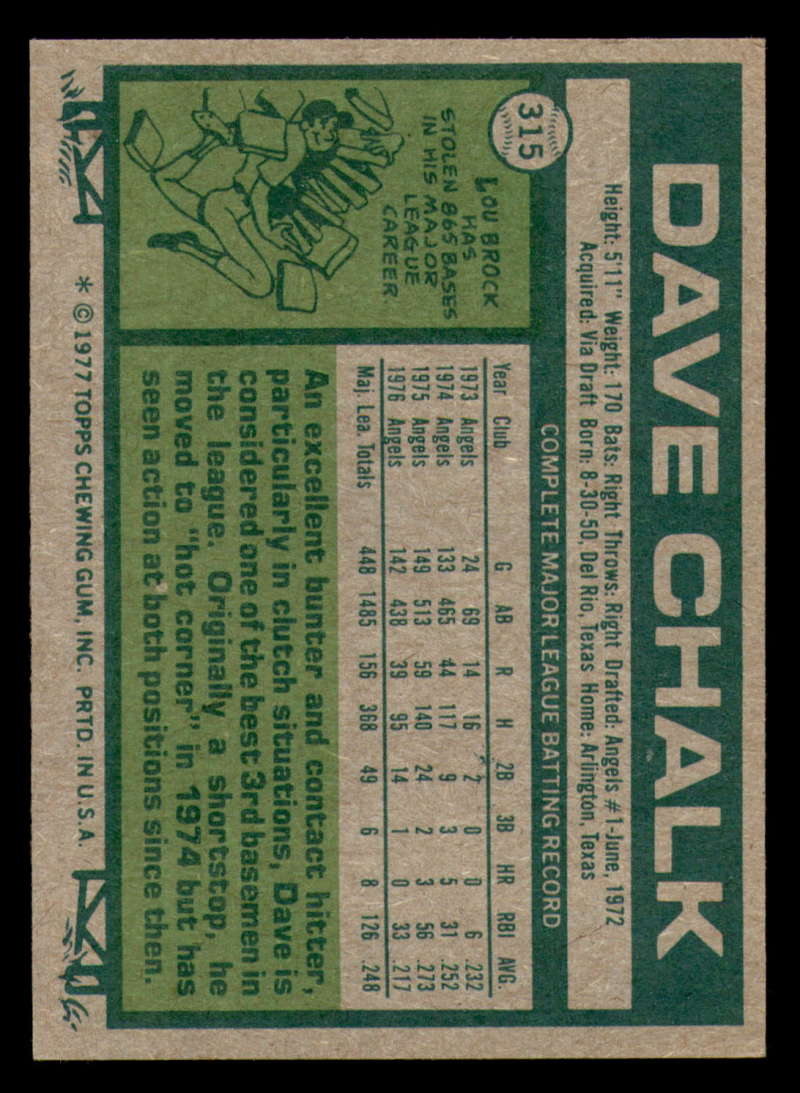 315
DAVE CHALK
Height: 5'11" Weight: 170 Bats: Right Throws: Right Drafted: Angels #1-June, 1972
Acquired: Via Draft Born: 8-30-50, Del Rio, Texas Home: Arlington, Texas
COMPLETE MAJOR LEAGUE BATTING RECORD
Year Club G AB R H 2B 3B HR RBI AVG.
1973 Angels 24 69 14 16 2 0 0 6 .232
1974 Angels 133 465 44 117 9 3 5 31 .252
1975 Angels 149 513 59 140 24 2 3 56 .273
1976 Angels 142 438 39 95 14 1 0 33 .217
Maj. Lea. Totals 448 1485 156 368 49 6 8 126 .248
LOU BROCK
HAS
STOLEN 865 BASES
IN HIS MAJOR
LEAGUE
CAREER
An excellent bunter and contact hitter,
particularly in clutch situations, Dave is
considered one of the best 3rd basemen in
the league. Originally a shortstop, he
moved to "hot corner" in 1974 but has
seen action at both positions since then.
* © 1977 TOPPS CHEWING GUM, INC. PRTD. IN U.S.A.